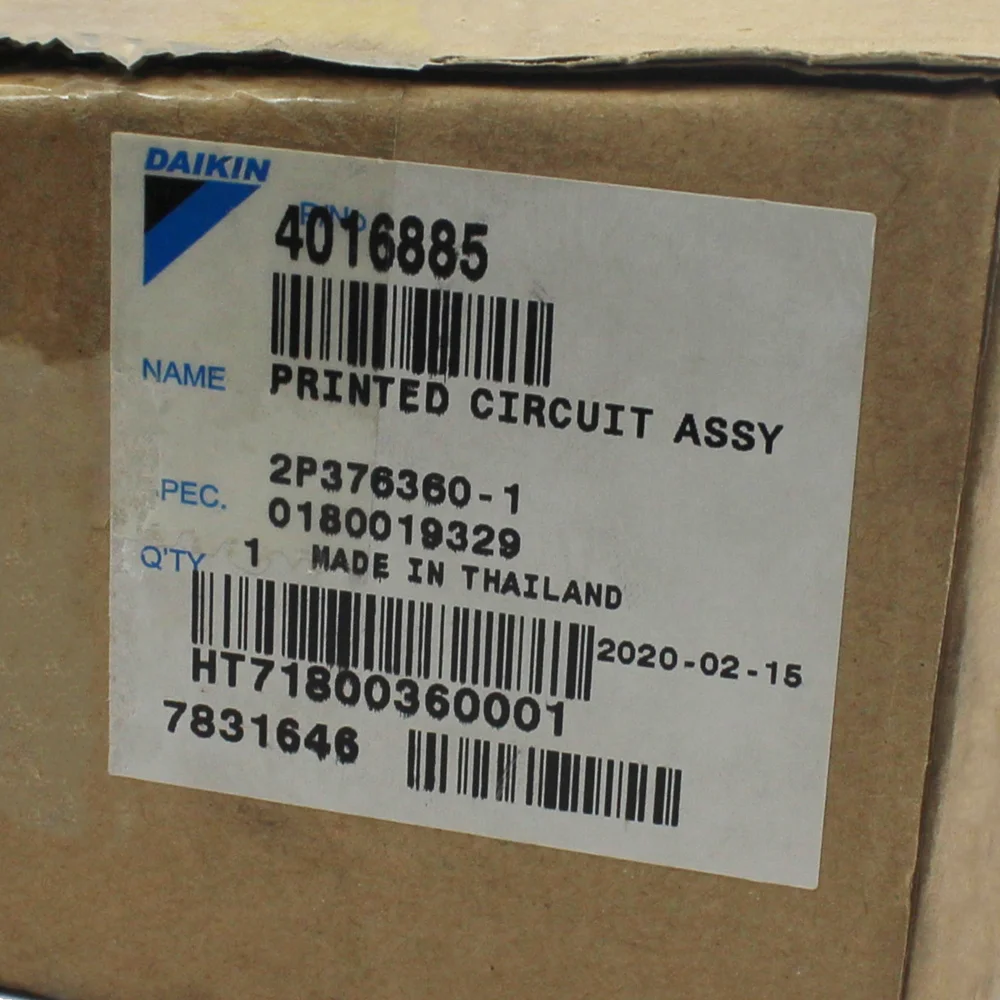 DAIKIN
P/No
4016885
NAME PRINTED CIRCUIT ASSY
.PEC. 2P376360-1
0180019329
Q'TY 1 MADE IN THAILAND
2020-02-15
HT71800360001
7831646